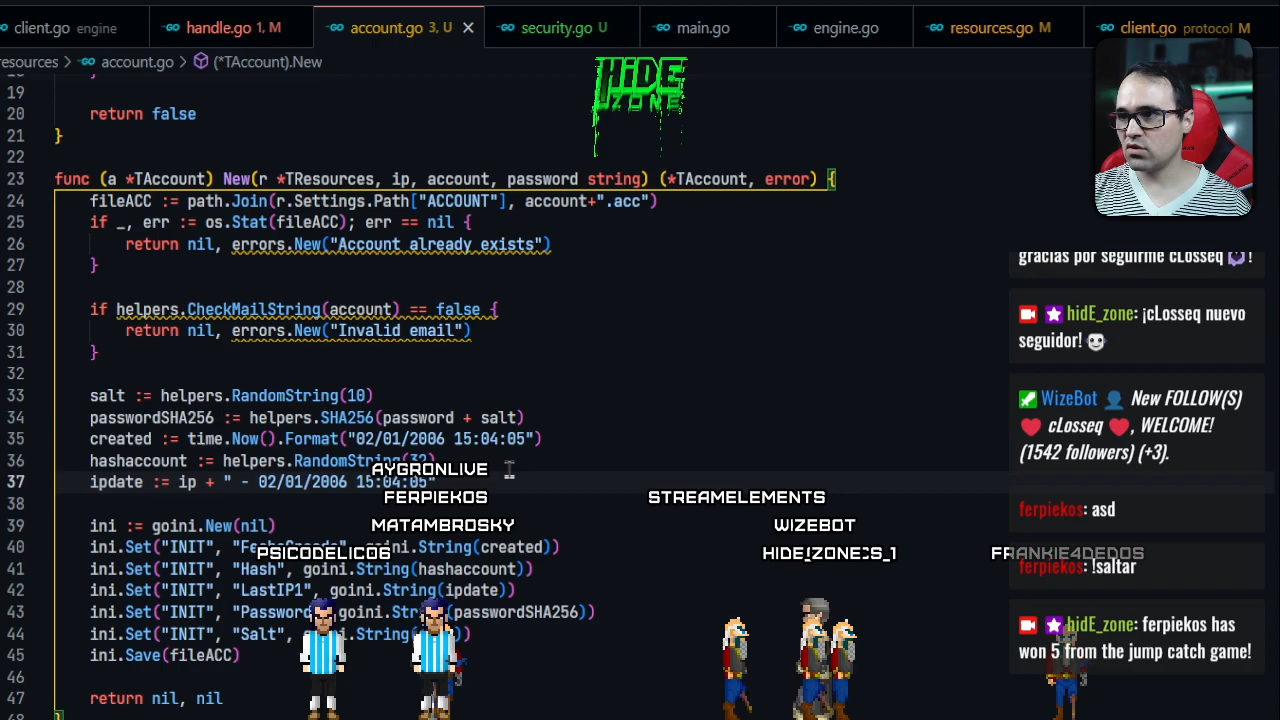 client.go engine
handle.go 1, M
account.go 3, U
security.go U
main.go
engine.go
resources.go M
client.go protocol M
resources > account.go > (*TAccount).New
HiDE
ZONE
19
20 return false
21 }
22
23 func (a *TAccount) New(r *TResources, ip, account, password string) (*TAccount, error) {
24 fileACC := path.Join(r.Settings.Path["ACCOUNT"], account+".acc")
25 if _, err := os.Stat(fileACC); err == nil {
26 return nil, errors.New("Account already exists")
27 }
28
29 if helpers.CheckMailString(account) == false {
30 return nil, errors.New("Invalid email")
31 }
32
33 salt := helpers.RandomString(10)
34 passwordSHA256 := helpers.SHA256(password + salt)
35 created := time.Now().Format("02/01/2006 15:04:05")
36 hashaccount := helpers.RandomString(32)
37 ipdate := ip + " - 02/01/2006 15:04:05"
38
39 ini := goini.New(nil)
40 ini.Set("INIT", goini.String(created))
41 ini.Set("INIT", "Hash", goini.String(hashaccount))
42 ini.Set("INIT", "LastIP1", goini.String(ipdate))
43 ini.Set("INIT", "Password goini.String(passwordSHA256))
44 ini.Set("INIT", "Salt",
45 ini.Save(fileACC)
46
47 return nil, nil
48 }
AYGRONLIVE
FERPIEKOS
MATAMBROSKY
PSICODELICOS
STREAMELEMENTS
WIZEBOT
FRANKIE4DEDOS
gracias por seguirme cLosseq !
hidE_zone: ¡cLosseq nuevo
seguidor!
WizeBot New FOLLOW(S)
cLosseq , WELCOME!
(1542 followers) (+3).
ferpiekos: asd
ferpiekos: !saltar
hidE_zone: ferpiekos has
won 5 from the jump catch game!